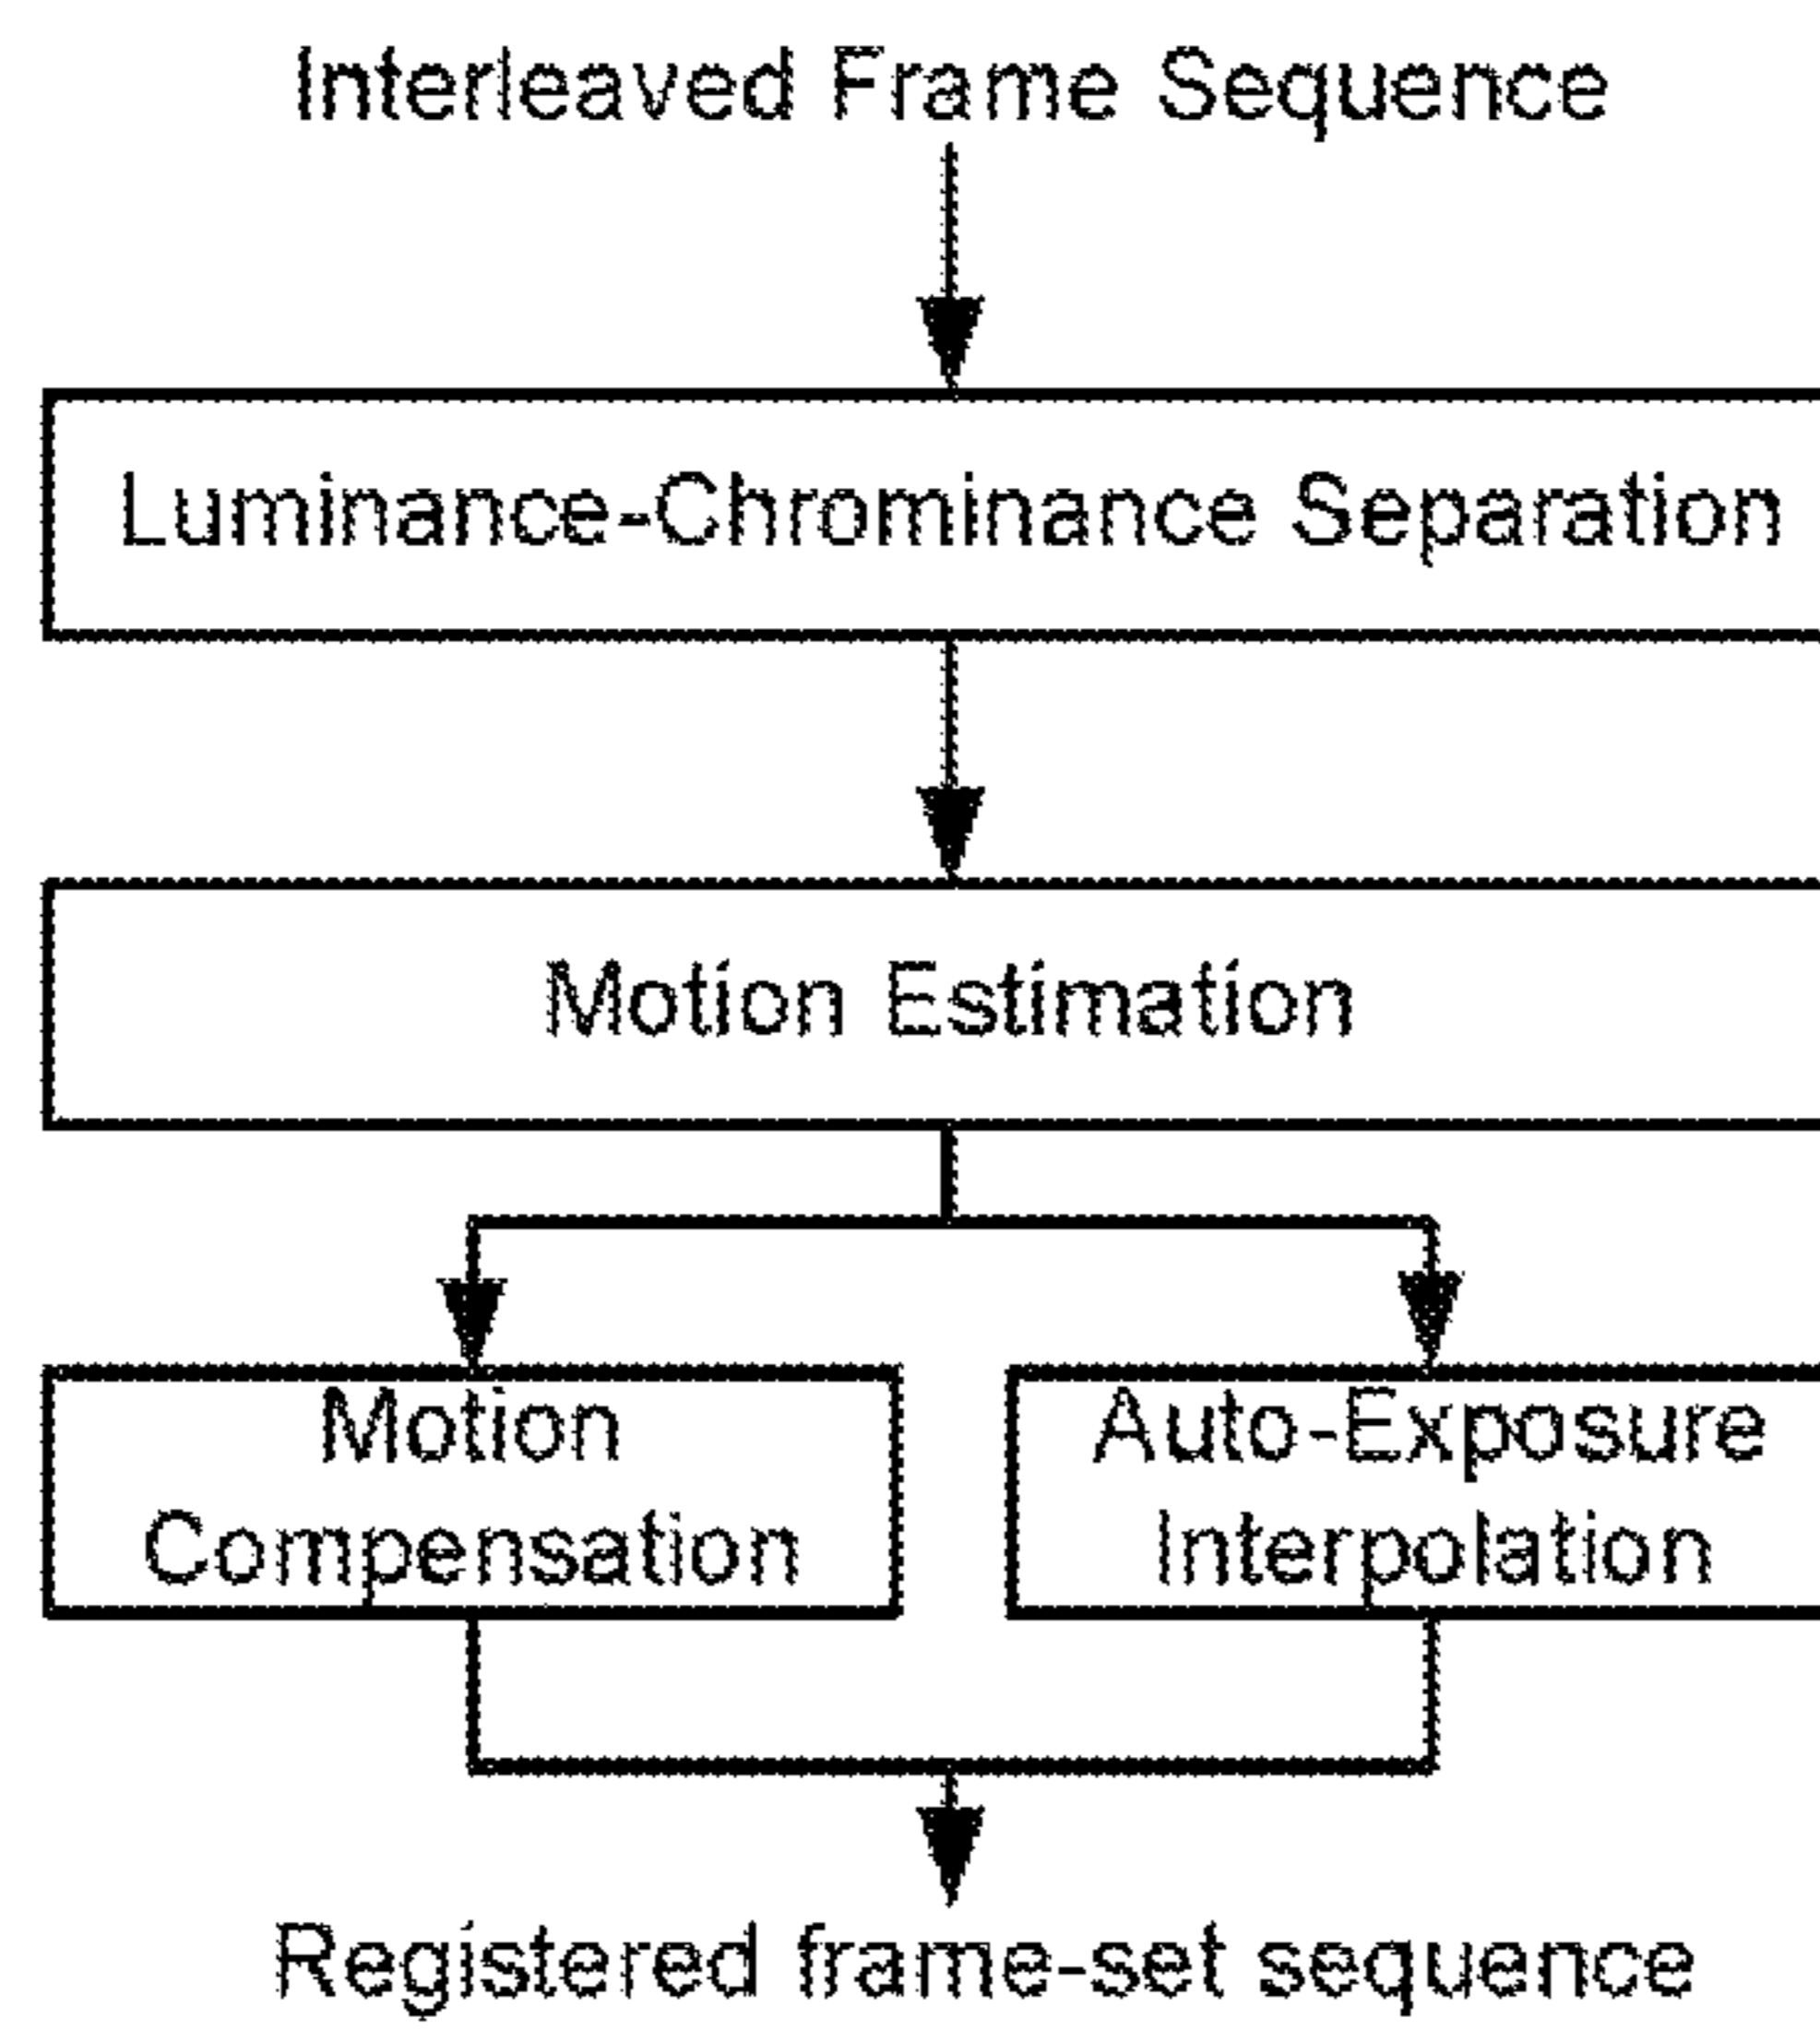 Interleaved Frame Sequence
Luminance-Chrominance Separation
Motion Estimation
Motion
Compensation
Auto-Exposure
Interpolation
Registered frame-set sequence